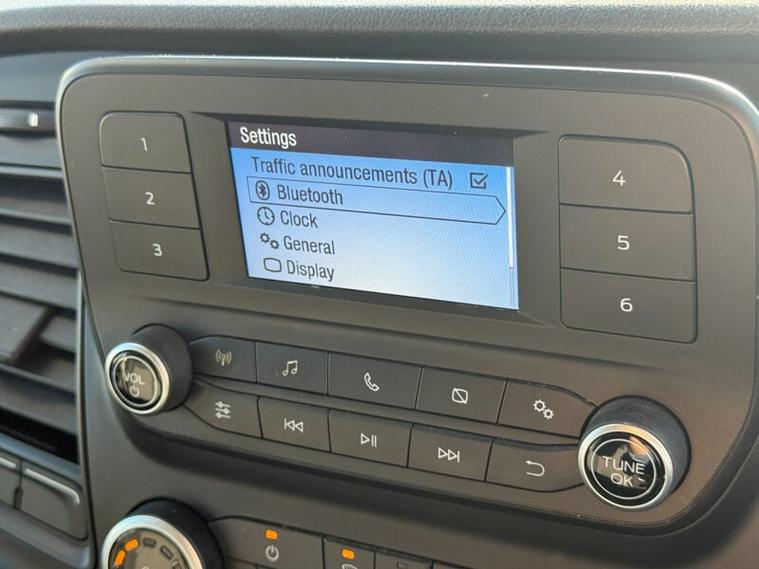 Settings
Traffic announcements (TA)
Bluetooth
Clock
General
Display
1
2
3
4
5
6
VOL
TUNE
OK